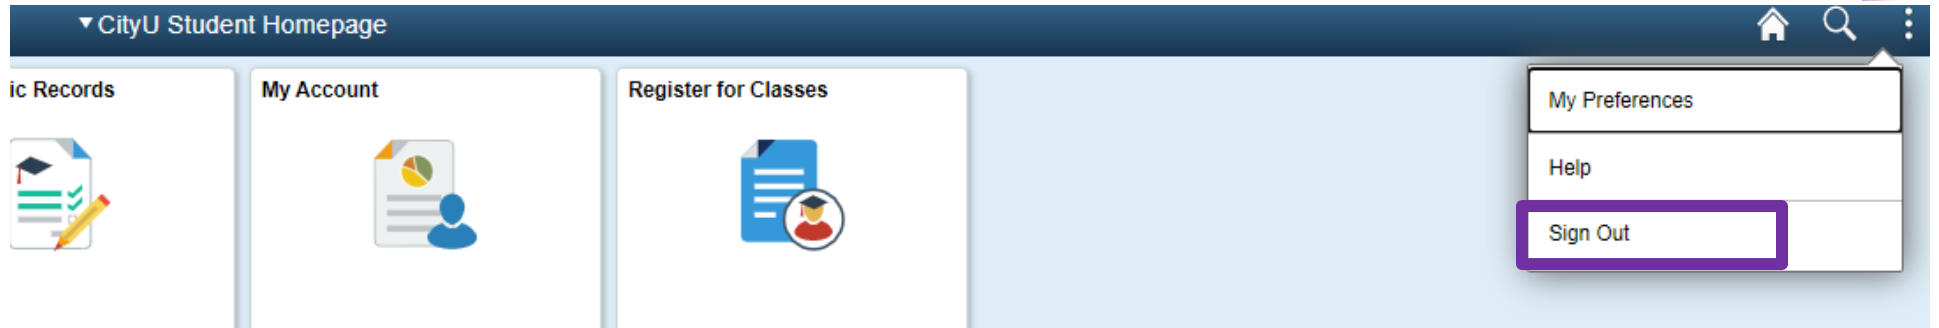 CityU Student Homepage
ic Records
My Account
Register for Classes
My Preferences
Help
Sign Out